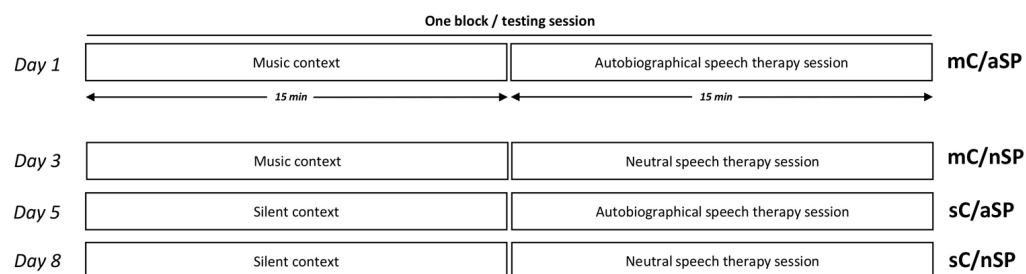 One block / testing session
Day 1 Music context Autobiographical speech therapy session mC/aSP
15 min 15 min
Day 3 Music context Neutral speech therapy session mC/nSP
Day 5 Silent context Autobiographical speech therapy session sC/aSP
Day 8 Silent context Neutral speech therapy session sC/nSP